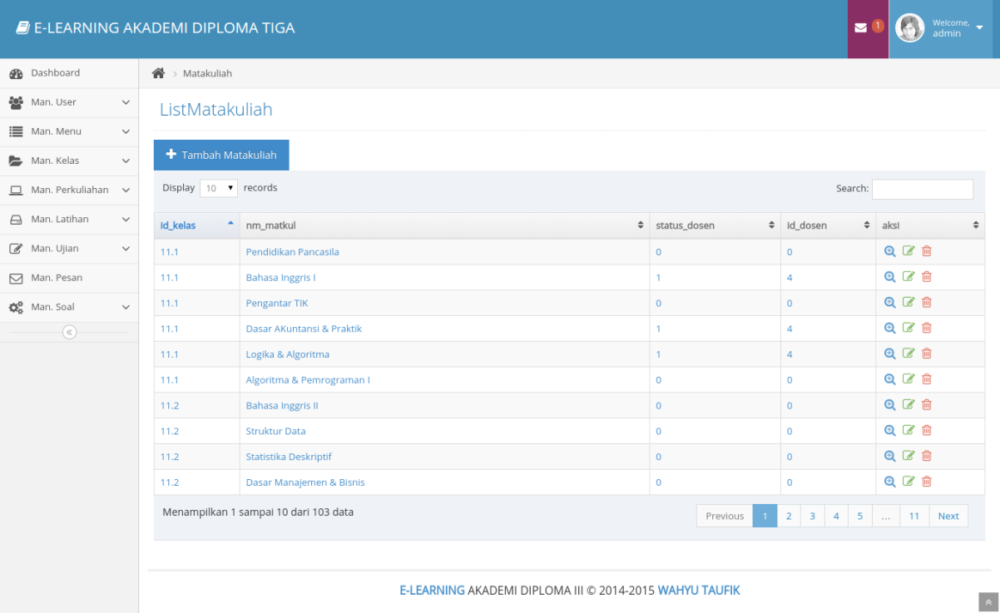 E-LEARNING AKADEMI DIPLOMA TIGA
1
Welcome,
admin
Dashboard
Man. User
Man. Menu
Man. Kelas
Man. Perkuliahan
Man. Latihan
Man. Ujian
Man. Pesan
Man. Soal
Matakuliah
ListMatakuliah
Tambah Matakuliah
Display 10 records Search:
id_kelas nm_matkul status_dosen id_dosen aksi
11.1 Pendidikan Pancasila 0 0
11.1 Bahasa Inggris I 1 4
11.1 Pengantar TIK 0 0
11.1 Dasar AKuntansi & Praktik 1 4
11.1 Logika & Algoritma 1 4
11.1 Algoritma & Pemrograman I 0 0
11.2 Bahasa Inggris II 0 0
11.2 Struktur Data 0 0
11.2 Statistika Deskriptif 0 0
11.2 Dasar Manajemen & Bisnis 0 0
Menampilkan 1 sampai 10 dari 103 data
Previous 1 2 3 4 5 ... 11 Next
E-LEARNING AKADEMI DIPLOMA III © 2014-2015 WAHYU TAUFIK